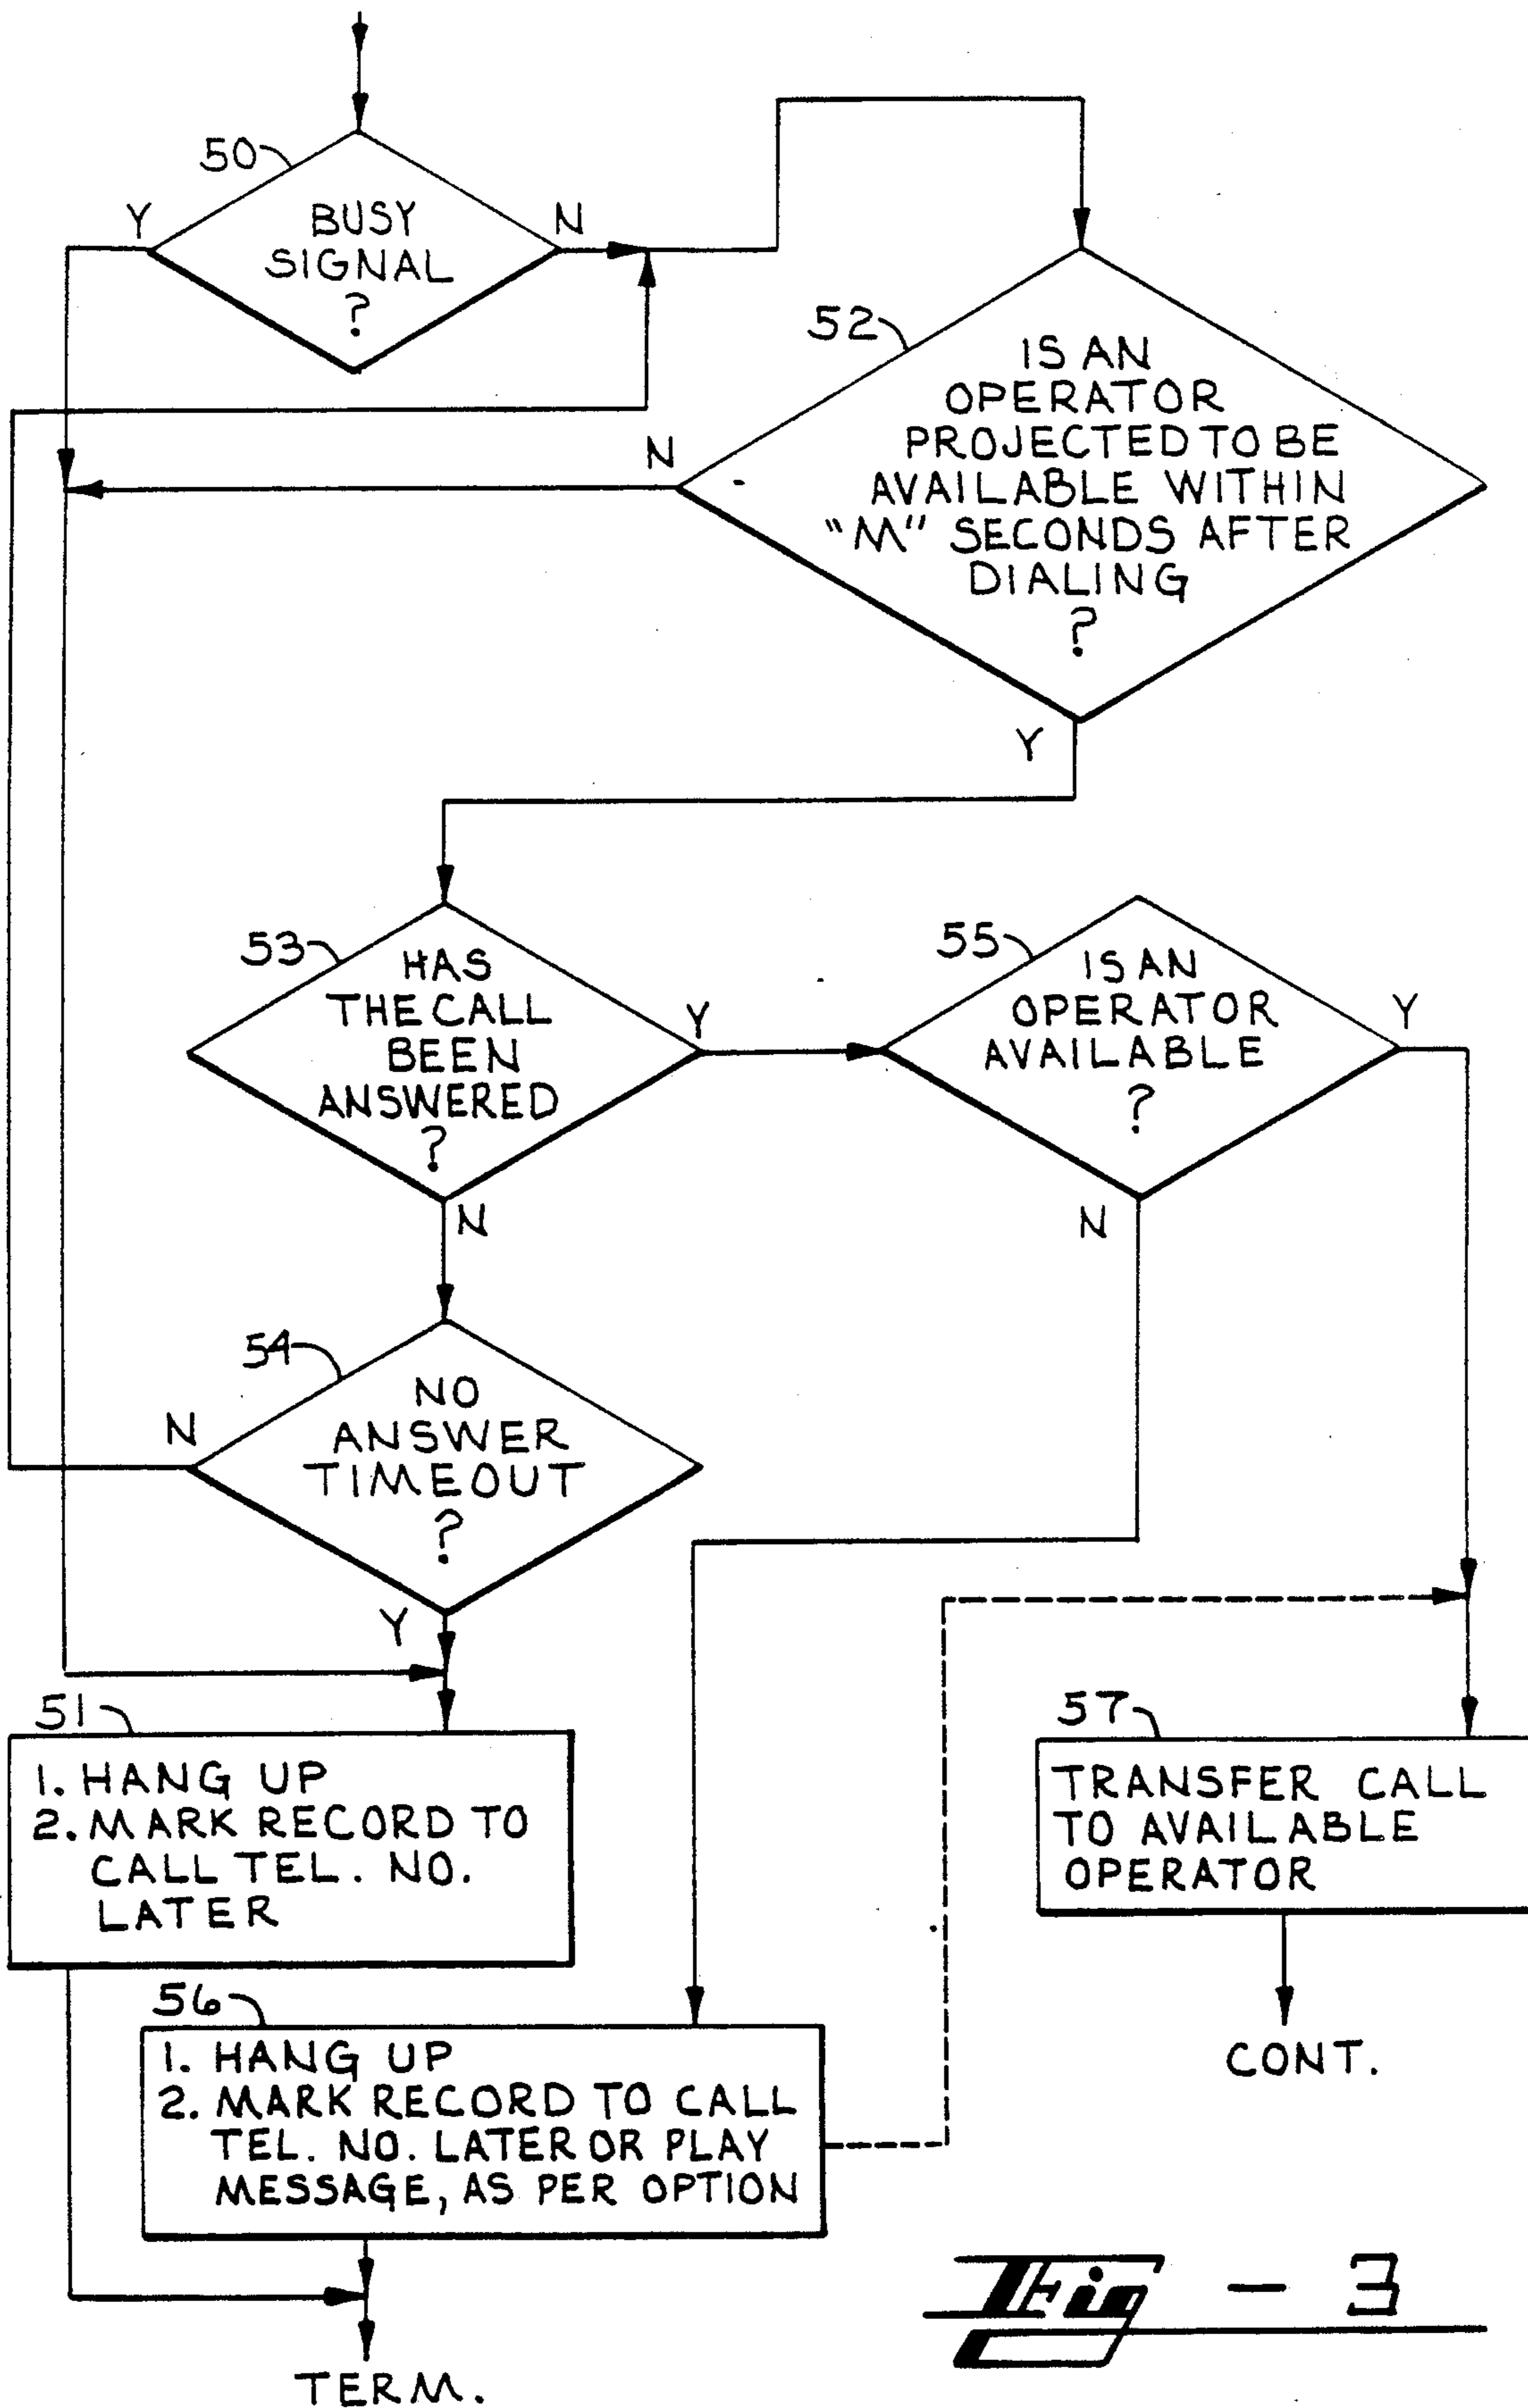 50
Y
BUSY
SIGNAL
?
N
52
IS AN
OPERATOR
PROJECTED TO BE
AVAILABLE WITHIN
"M" SECONDS AFTER
DIALING
?
N
Y
53
HAS
THE CALL
BEEN
ANSWERED
?
Y
N
55
IS AN
OPERATOR
AVAILABLE
?
Y
N
54
NO
ANSWER
TIMEOUT
?
N
Y
51
1. HANG UP
2. MARK RECORD TO
CALL TEL. NO.
LATER
57
TRANSFER CALL
TO AVAILABLE
OPERATOR
CONT.
56
1. HANG UP
2. MARK RECORD TO CALL
TEL. NO. LATER OR PLAY
MESSAGE, AS PER OPTION
TERM.
Fig - 3